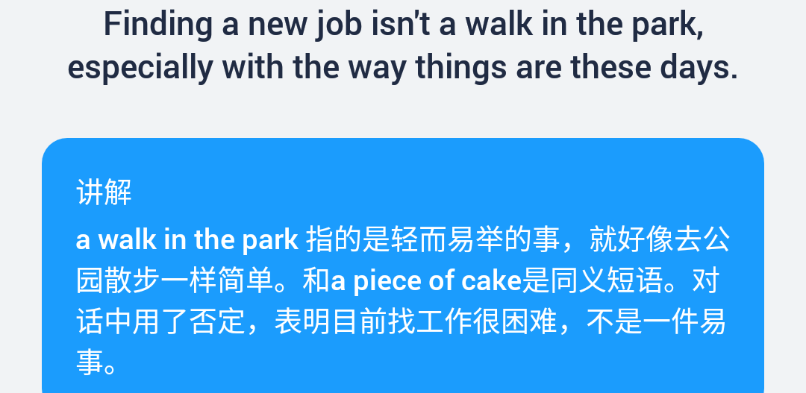 Finding a new job isn't a walk in the park,
especially with the way things are these days.
讲解
a walk in the park 指的是轻而易举的事，就好像去公
园散步一样简单。和a piece of cake是同义短语。对
话中用了否定，表明目前找工作很困难，不是一件易
事。